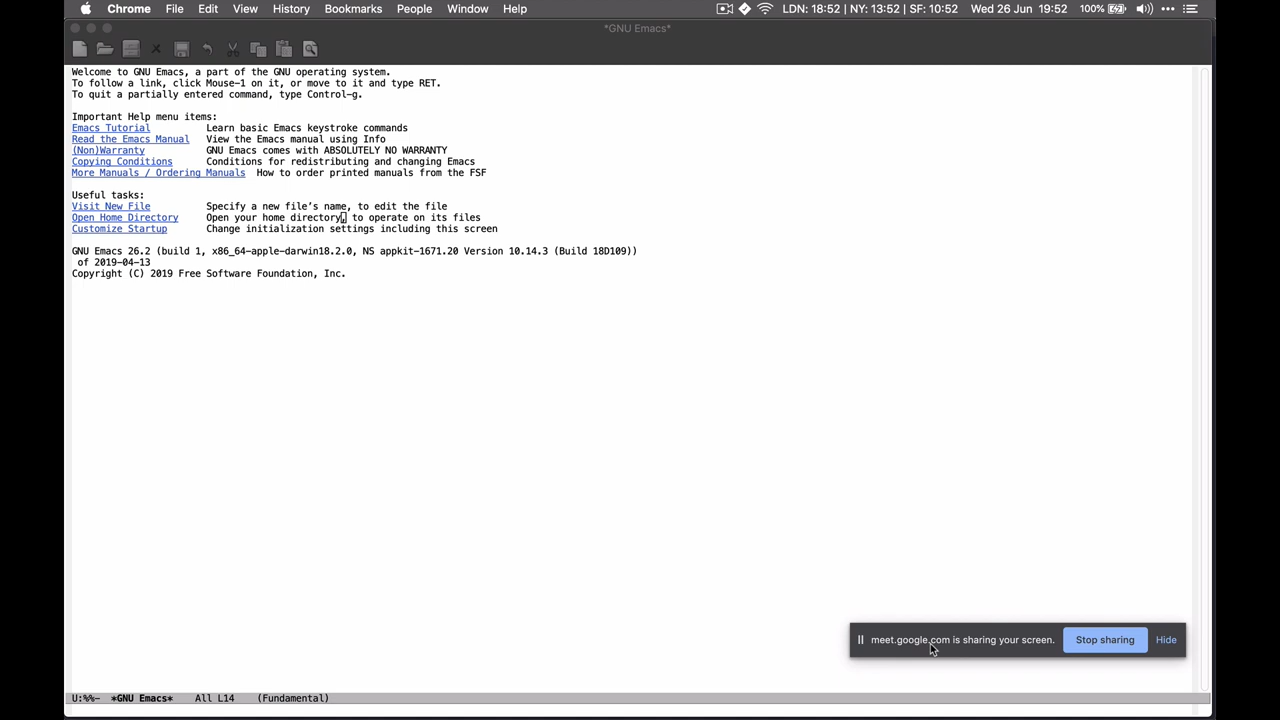 Chrome File Edit View History Bookmarks People Window Help LDN: 18:52 | NY: 13:52 | SF: 10:52 Wed 26 Jun 19:52 100%
*GNU Emacs*
Welcome to GNU Emacs, a part of the GNU operating system.
To follow a link, click Mouse-1 on it, or move to it and type RET.
To quit a partially entered command, type Control-g.
Important Help menu items:
Emacs Tutorial Learn basic Emacs keystroke commands
Read the Emacs Manual View the Emacs manual using Info
(Non)Warranty GNU Emacs comes with ABSOLUTELY NO WARRANTY
Copying Conditions Conditions for redistributing and changing Emacs
More Manuals / Ordering Manuals How to order printed manuals from the FSF
Useful tasks:
Visit New File Specify a new file’s name, to edit the file
Open Home Directory Open your home directory, to operate on its files
Customize Startup Change initialization settings including this screen
GNU Emacs 26.2 (build 1, x86_64-apple-darwin18.2.0, NS appkit-1671.20 Version 10.14.3 (Build 18D109))
of 2019-04-13
Copyright (C) 2019 Free Software Foundation, Inc.
meet.google.com is sharing your screen. Stop sharing Hide
U:%%- *GNU Emacs* All L14 (Fundamental)